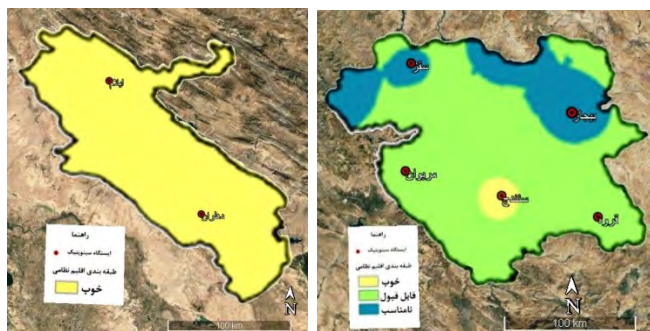 ایلام
دهلران
راهنما
ایستگاه سینوپتیک
طبقه بندی اقلیم نظامی
خوب
N
100 km
سقز
بیجار
مریوان
سنندج
قروه
راهنما
ایستگاه سینوپتیک
طبقه بندی اقلیم نظامی
خوب
قابل قبول
نامناسب
N
100 km